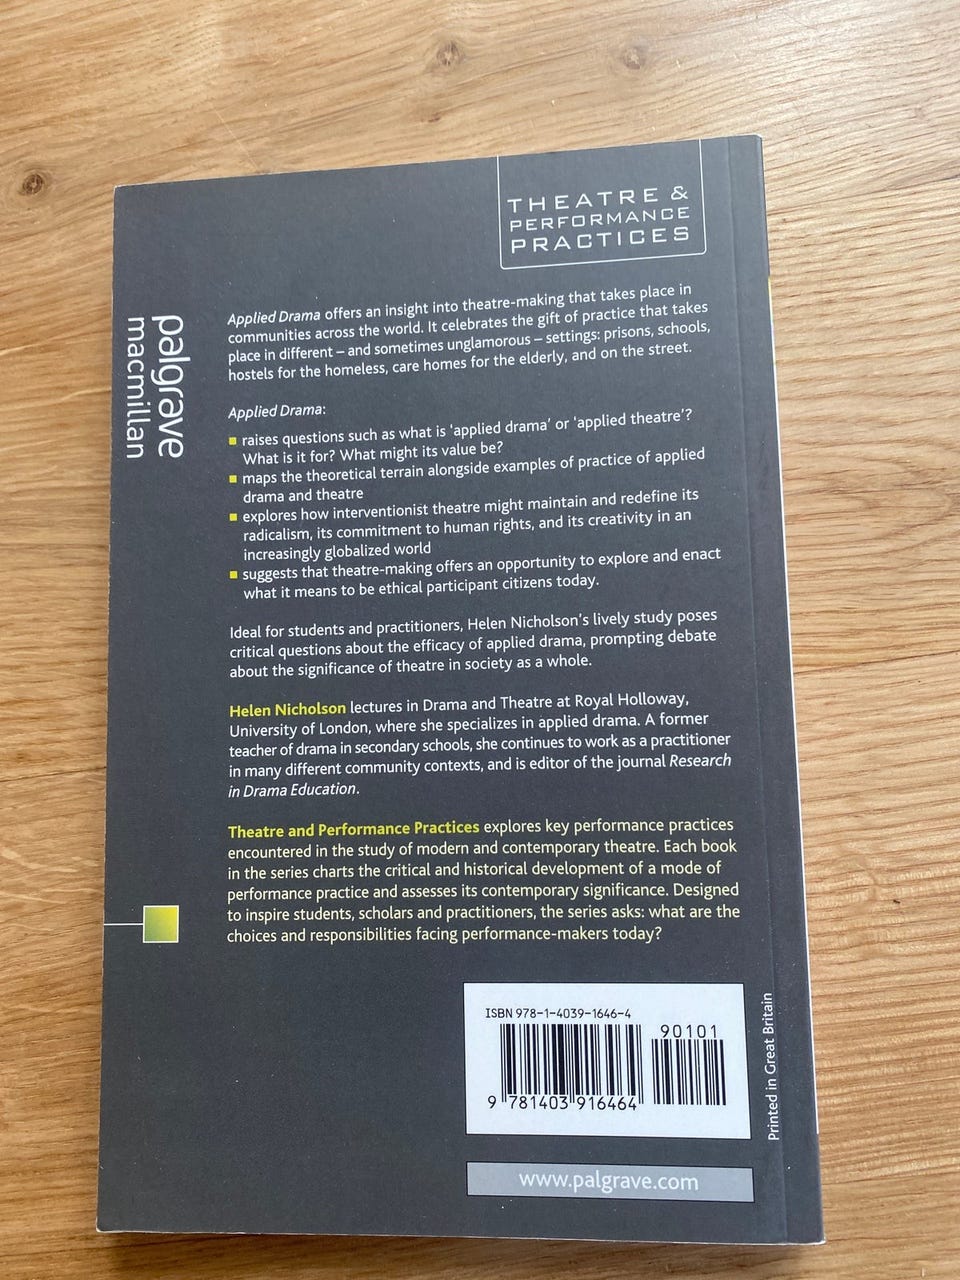 THEATRE &
PERFORMANCE
PRACTICES
palgrave
macmillan
Applied Drama offers an insight into theatre-making that takes place in
communities across the world. It celebrates the gift of practice that takes
place in different – and sometimes unglamorous – settings: prisons, schools,
hostels for the homeless, care homes for the elderly, and on the street.
Applied Drama:
■ raises questions such as what is ‘applied drama’ or ‘applied theatre’?
What is it for? What might its value be?
■ maps the theoretical terrain alongside examples of practice of applied
drama and theatre
■ explores how interventionist theatre might maintain and redefine its
radicalism, its commitment to human rights, and its creativity in an
increasingly globalized world
■ suggests that theatre-making offers an opportunity to explore and enact
what it means to be ethical participant citizens today.
Ideal for students and practitioners, Helen Nicholson’s lively study poses
critical questions about the efficacy of applied drama, prompting debate
about the significance of theatre in society as a whole.
Helen Nicholson lectures in Drama and Theatre at Royal Holloway,
University of London, where she specializes in applied drama. A former
teacher of drama in secondary schools, she continues to work as a practitioner
in many different community contexts, and is editor of the journal Research
in Drama Education.
Theatre and Performance Practices explores key performance practices
encountered in the study of modern and contemporary theatre. Each book
in the series charts the critical and historical development of a mode of
performance practice and assesses its contemporary significance. Designed
to inspire students, scholars and practitioners, the series asks: what are the
choices and responsibilities facing performance-makers today?
ISBN 978-1-4039-1646-4
90101
9 781403 916464
Printed in Great Britain
www.palgrave.com